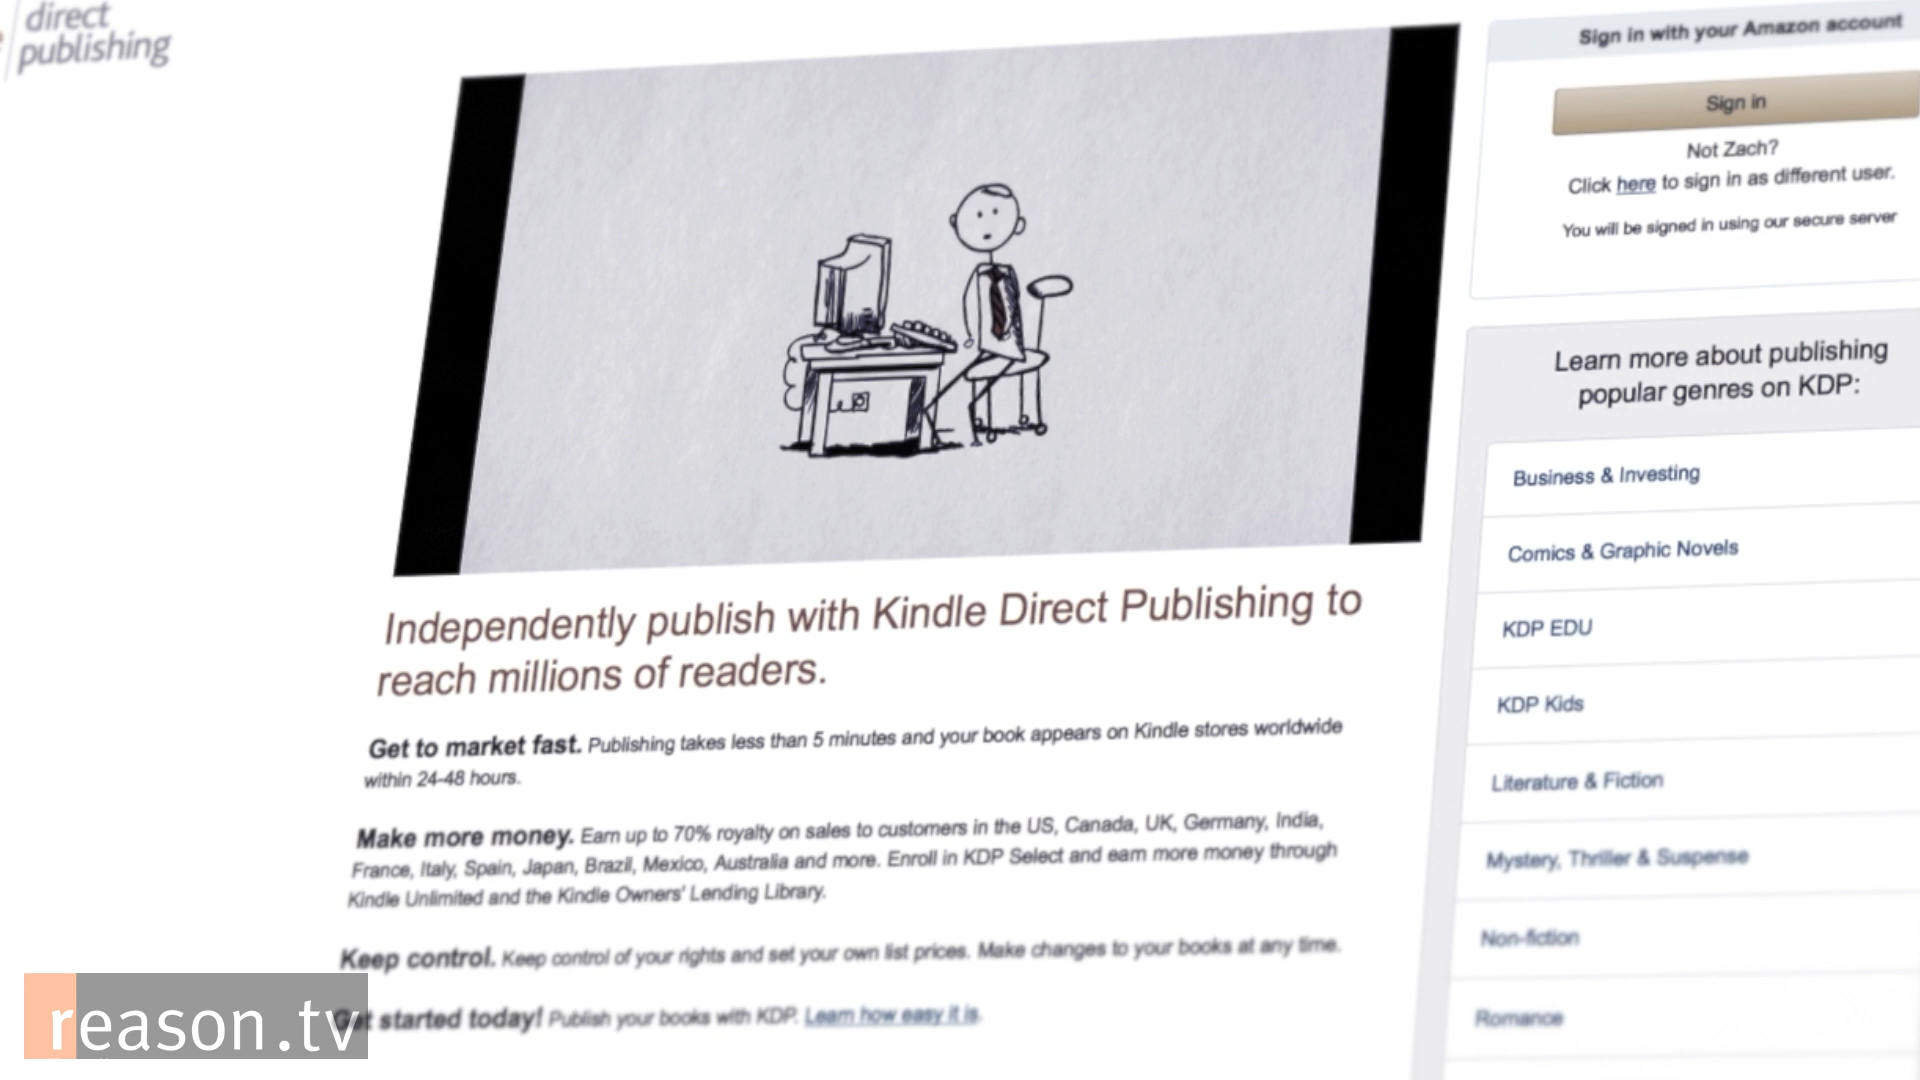 direct
publishing
Sign in with your Amazon account
Sign in
Not Zach?
Click here to sign in as different user.
You will be signed in using our secure server
Learn more about publishing
popular genres on KDP:
Business & Investing
Comics & Graphic Novels
KDP EDU
KDP Kids
Literature & Fiction
Mystery, Thriller & Suspense
Non-fiction
Romance
Independently publish with Kindle Direct Publishing to
reach millions of readers.
Get to market fast. Publishing takes less than 5 minutes and your book appears on Kindle stores worldwide
within 24-48 hours.
Make more money. Earn up to 70% royalty on sales to customers in the US, Canada, UK, Germany, India,
France, Italy, Spain, Japan, Brazil, Mexico, Australia and more. Enroll in KDP Select and earn more money through
Kindle Unlimited and the Kindle Owners' Lending Library.
Keep control. Keep control of your rights and set your own list prices. Make changes to your books at any time.
Get started today! Publish your books with KDP. Learn how easy it is.
reason.tv